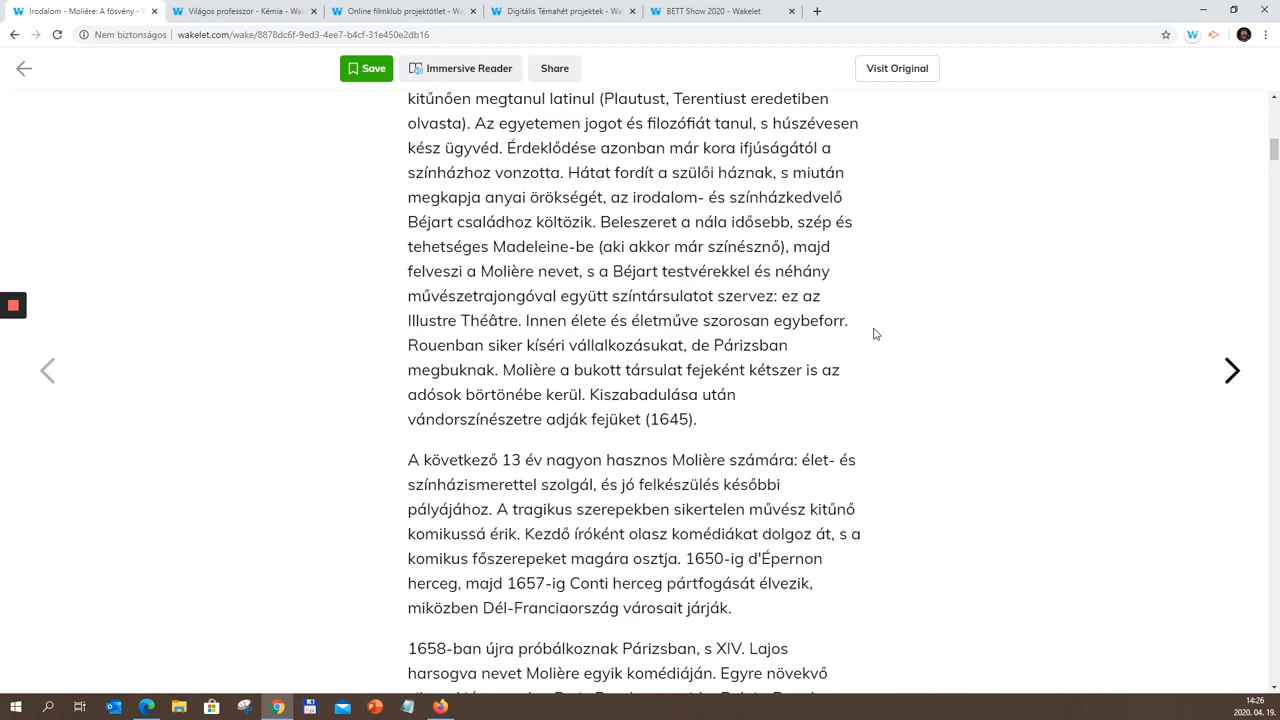 Irodalom - Moliére: A fösvény -
Világos professzor - Kémia - Wak
Online filmklub projektötlet - Wak
Digitális Témahét projektek - Wa
BETT Show 2020 - Wakelet
Nem biztonságos | wakelet.com/wake/8878dc6f-9ed3-4ee7-b4cf-31e450e2db16
Save
Immersive Reader
Share
Visit Original
kitűnően megtanul latinul (Plautust, Terentiust eredetiben
olvasta). Az egyetemen jogot és filozófiát tanul, s húszévesen
kész ügyvéd. Érdeklődése azonban már kora ifjúságától a
színházhoz vonzotta. Hátat fordít a szülői háznak, s miután
megkapja anyai örökségét, az irodalom- és színházkedvelő
Béjart családhoz költözik. Beleszeret a nála idősebb, szép és
tehetséges Madeleine-be (aki akkor már színésznő), majd
felveszi a Molière nevet, s a Béjart testvérekkel és néhány
művészetrajongóval együtt színtársulatot szervez: ez az
Illustre Théâtre. Innen élete és életműve szorosan egybeforr.
Rouenban siker kíséri vállalkozásukat, de Párizsban
megbuknak. Molière a bukott társulat fejeként kétszer is az
adósok börtönébe kerül. Kiszabadulása után
vándorszínészetre adják fejüket (1645).
A következő 13 év nagyon hasznos Molière számára: élet- és
színházismerettel szolgál, és jó felkészülés későbbi
pályájához. A tragikus szerepekben sikertelen művész kitűnő
komikussá érik. Kezdő íróként olasz komédiákat dolgoz át, s a
komikus főszerepeket magára osztja. 1650-ig d'Épernon
herceg, majd 1657-ig Conti herceg pártfogását élvezik,
miközben Dél-Franciaország városait járják.
1658-ban újra próbálkoznak Párizsban, s XIV. Lajos
harsogva nevet Molière egyik komédiáján. Egyre növekvő
14:26
2020. 04. 19.